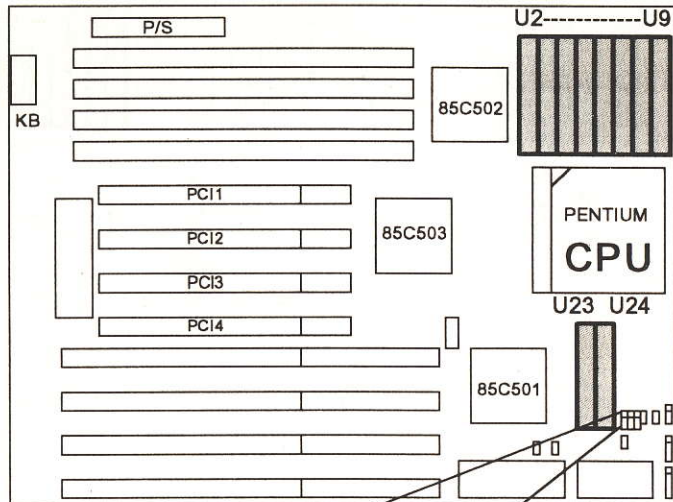 U2------------U9
P/S
85C502
KB
PCI1
PCI2
PCI3
PCI4
85C503
PENTIUM
CPU
U23 U24
85C501